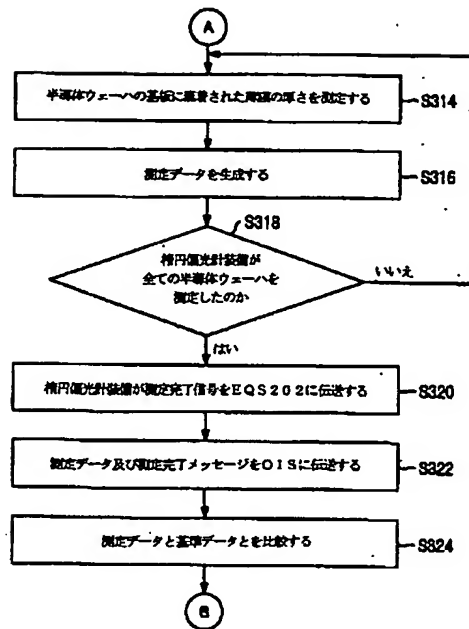 A
半導体ウェーハの基板に蒸着された薄膜の厚さを測定する
S314
測定データを生成する
S316
S318
楕円偏光計装備が
全ての半導体ウェーハを
測定したのか
いいえ
はい
楕円偏光計装備が測定完了信号をEQS202に伝送する
S320
測定データ及び測定完了メッセージをOISに伝送する
S322
測定データと基準データとを比較する
S324
B